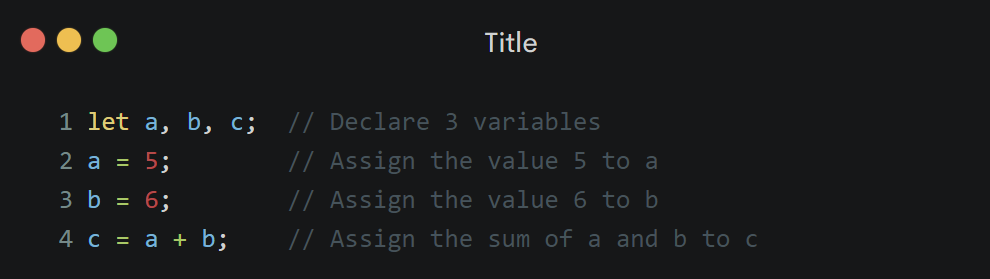 Title
1 let a, b, c;  // Declare 3 variables
2 a = 5;        // Assign the value 5 to a
3 b = 6;        // Assign the value 6 to b
4 c = a + b;    // Assign the sum of a and b to c